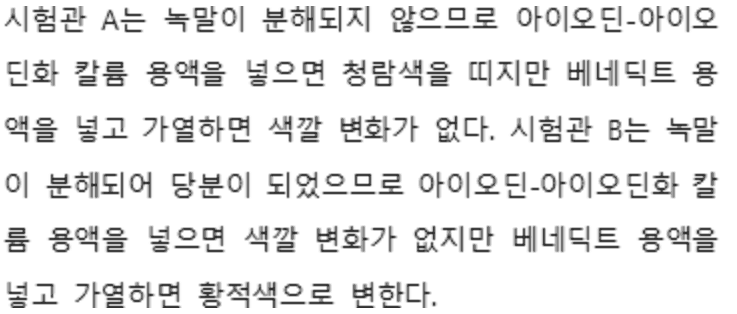 시험관 A는 녹말이 분해되지 않으므로 아이오딘-아이오
딘화 칼륨 용액을 넣으면 청람색을 띠지만 베네딕트 용
액을 넣고 가열하면 색깔 변화가 없다. 시험관 B는 녹말
이 분해되어 당분이 되었으므로 아이오딘-아이오딘화 칼
륨 용액을 넣으면 색깔 변화가 없지만 베네딕트 용액을
넣고 가열하면 황적색으로 변한다.